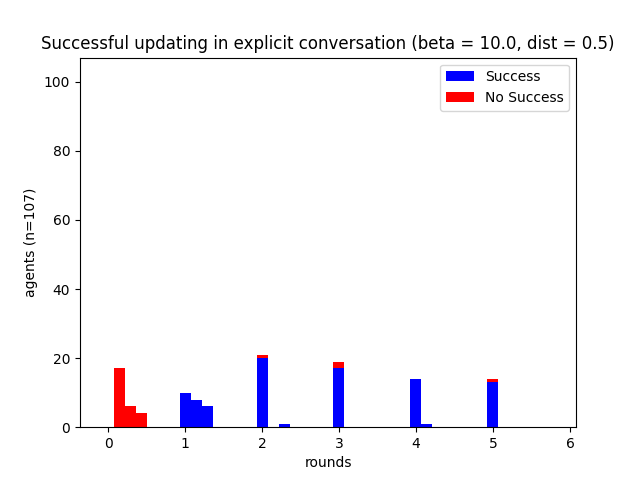 Successful updating in explicit conversation (beta = 10.0, dist = 0.5)
Success
No Success
agents (n=107)
100
80
60
40
20
0
0 1 2 3 4 5 6
rounds